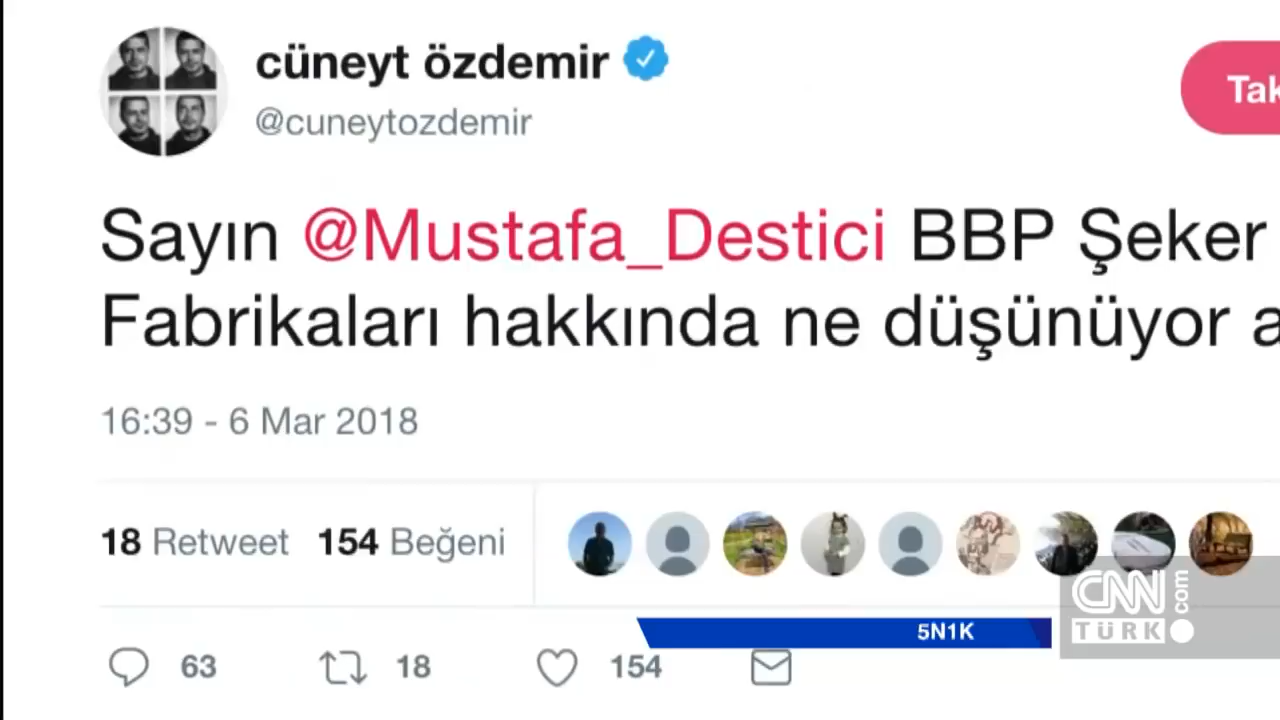 cüneyt özdemir
@cuneytozdemir
Tak
Sayın @Mustafa_Destici BBP Şeker
Fabrikaları hakkında ne düşünüyor a
16:39 - 6 Mar 2018
18 Retweet 154 Beğeni
63 18 154
5N1K
CNN
TÜRK
.com